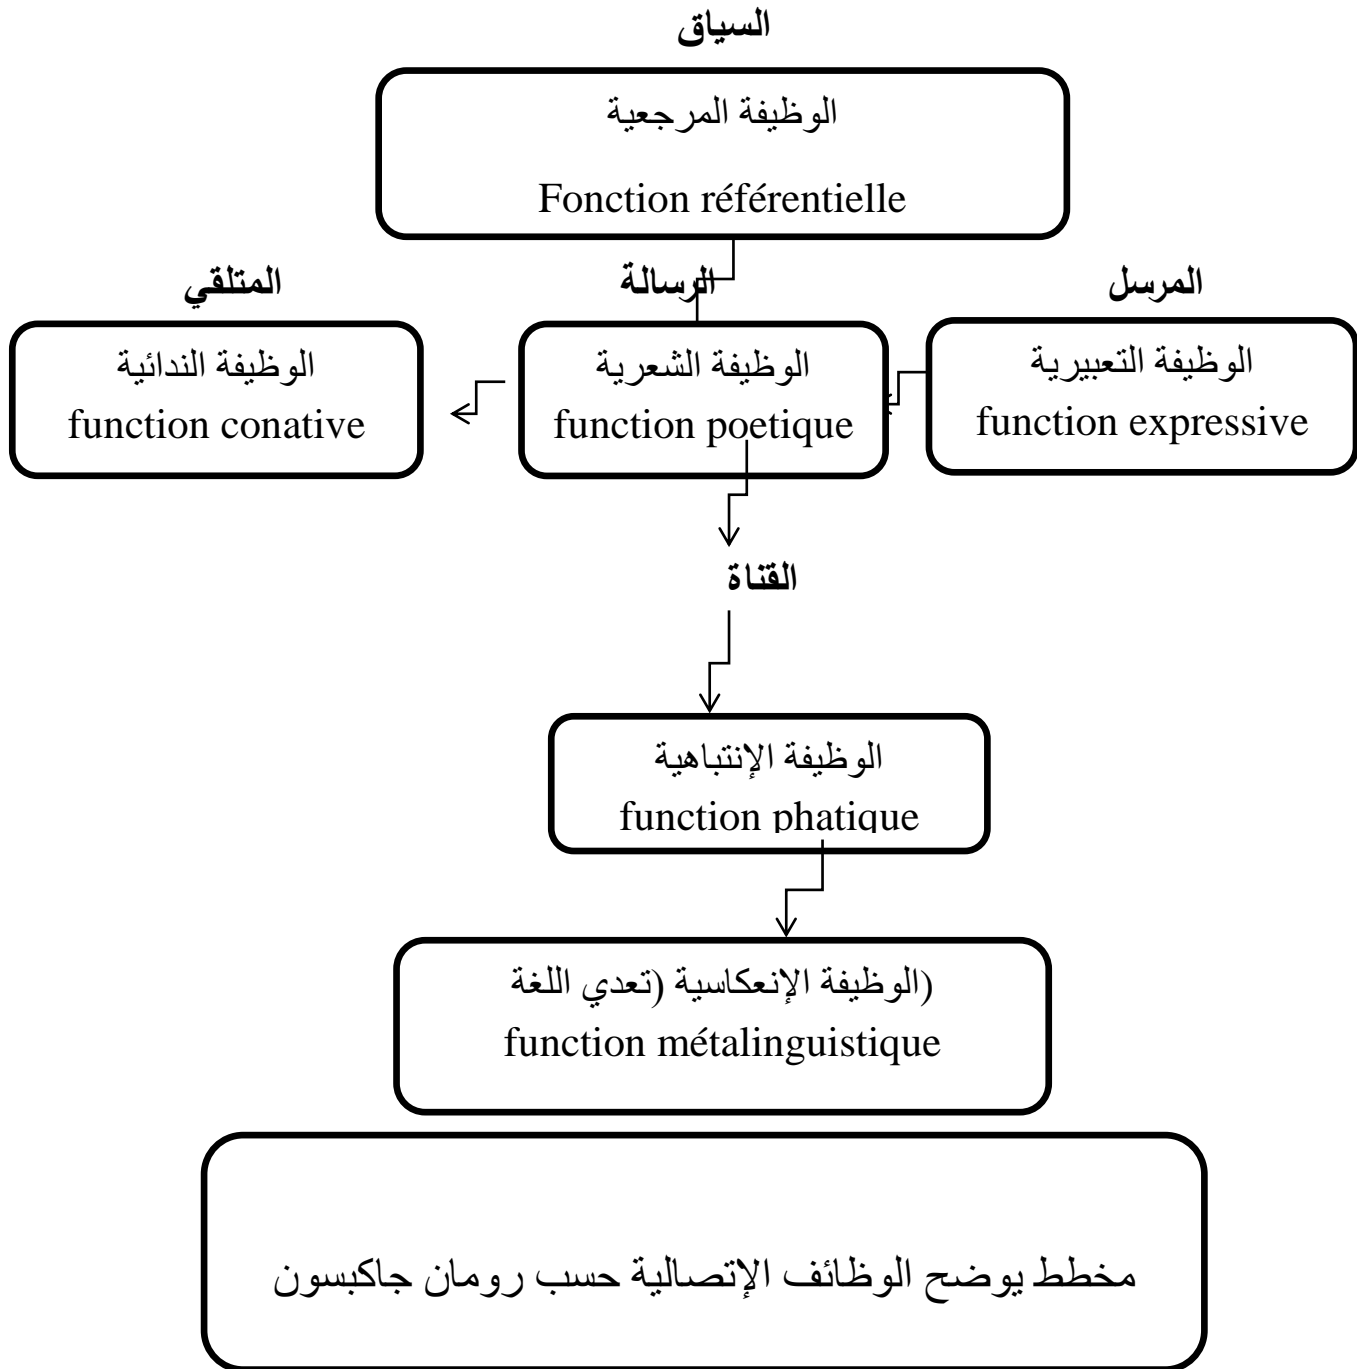 السياق
الوظيفة المرجعية
Fonction référentielle
المرسل
الرسالة
المتلقي
الوظيفة التعبيرية
function expressive
الوظيفة الشعرية
function poetique
الوظيفة الندائية
function conative
القناة
الوظيفة الإنتباهية
function phatique
(الوظيفة الإنعكاسية (تعدي اللغة
function métalinguistique
مخطط يوضح الوظائف الإتصالية حسب رومان جاكبسون